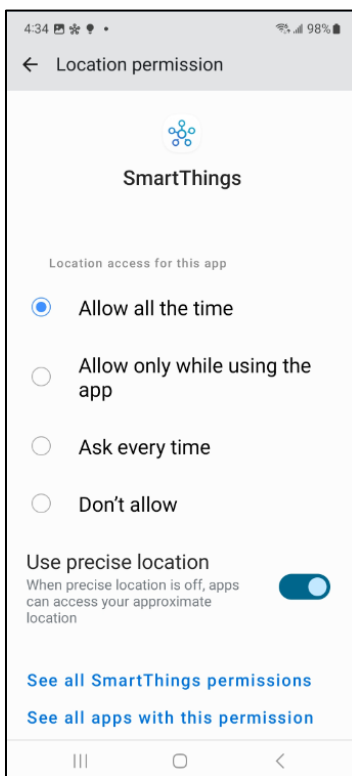 4:34 98%
Location permission
SmartThings
Location access for this app
Allow all the time
Allow only while using the
app
Ask every time
Don't allow
Use precise location
When precise location is off, apps
can access your approximate
location
See all SmartThings permissions
See all apps with this permission